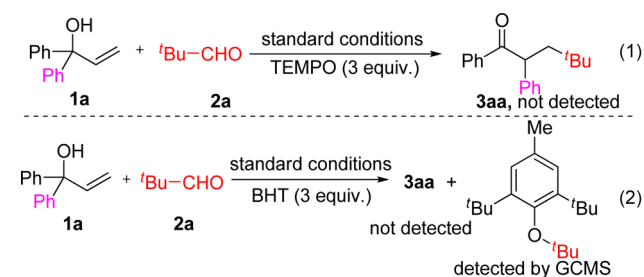 OH
Ph
Ph
1a
+
ᵗBu–CHO
2a
standard conditions
TEMPO (3 equiv.)
O
Ph
ᵗBu
Ph
3aa, not detected
(1)
OH
Ph
Ph
1a
+
ᵗBu–CHO
2a
standard conditions
BHT (3 equiv.)
3aa +
not detected
Me
ᵗBu
ᵗBu
O
ᵗBu
detected by GCMS
(2)